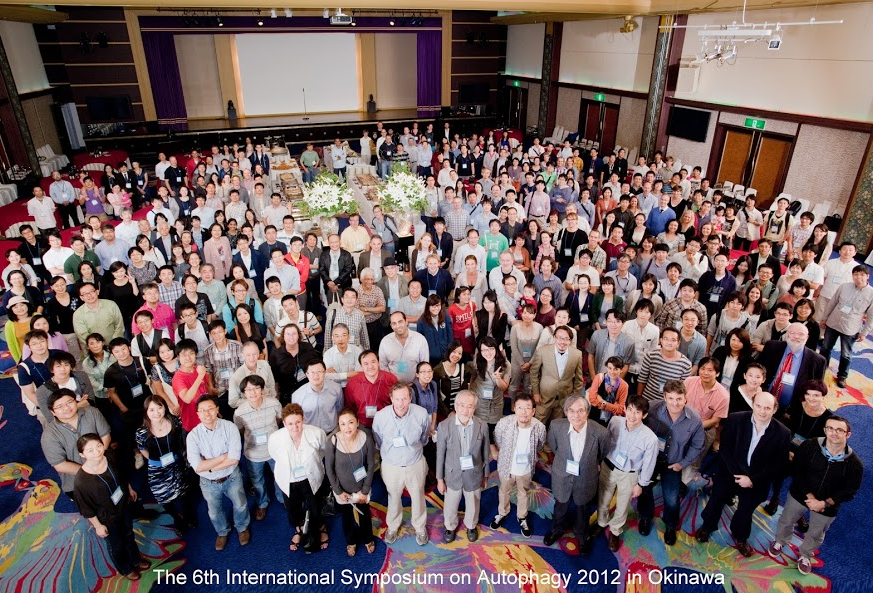 The 6th International Symposium on Autophagy 2012 in Okinawa